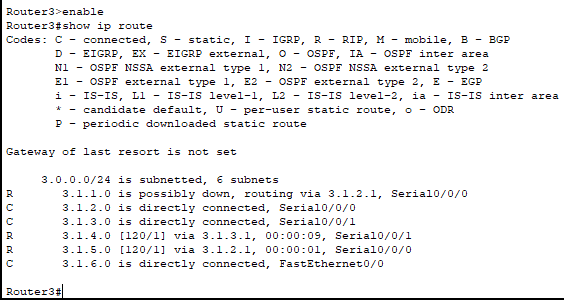 Router3>enable
Router3#show ip route
Codes: C - connected, S - static, I - IGRP, R - RIP, M - mobile, B - BGP
       D - EIGRP, EX - EIGRP external, O - OSPF, IA - OSPF inter area
       N1 - OSPF NSSA external type 1, N2 - OSPF NSSA external type 2
       E1 - OSPF external type 1, E2 - OSPF external type 2, E - EGP
       i - IS-IS, L1 - IS-IS level-1, L2 - IS-IS level-2, ia - IS-IS inter area
       * - candidate default, U - per-user static route, o - ODR
       P - periodic downloaded static route

Gateway of last resort is not set

     3.0.0.0/24 is subnetted, 6 subnets
R       3.1.1.0 is possibly down, routing via 3.1.2.1, Serial0/0/0
C       3.1.2.0 is directly connected, Serial0/0/0
C       3.1.3.0 is directly connected, Serial0/0/1
R       3.1.4.0 [120/1] via 3.1.3.1, 00:00:09, Serial0/0/1
R       3.1.5.0 [120/1] via 3.1.2.1, 00:00:01, Serial0/0/0
C       3.1.6.0 is directly connected, FastEthernet0/0

Router3#